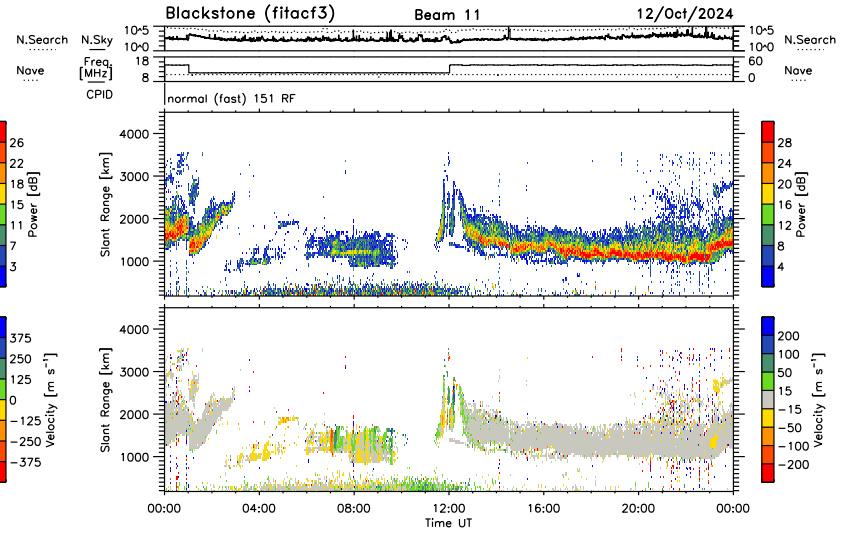 Blackstone (fitacf3) Beam 11 12/Oct/2024
N.Search N.Sky 10^5 10^0 10^5 10^0 N.Search
Nave Freq. [MHz] 18 8 60 0 Nave
CPID normal (fast) 151 RF
Power [dB] 26 22 18 15 11 7 3
Slant Range [km] 4000 3000 2000 1000
28 24 20 16 12 8 4 Power [dB]
Velocity [m s⁻¹] 375 250 125 0 −125 −250 −375
Slant Range [km] 4000 3000 2000 1000
200 100 50 15 −15 −50 −100 −200 Velocity [m s⁻¹]
00:00 04:00 08:00 12:00 16:00 20:00 00:00
Time UT